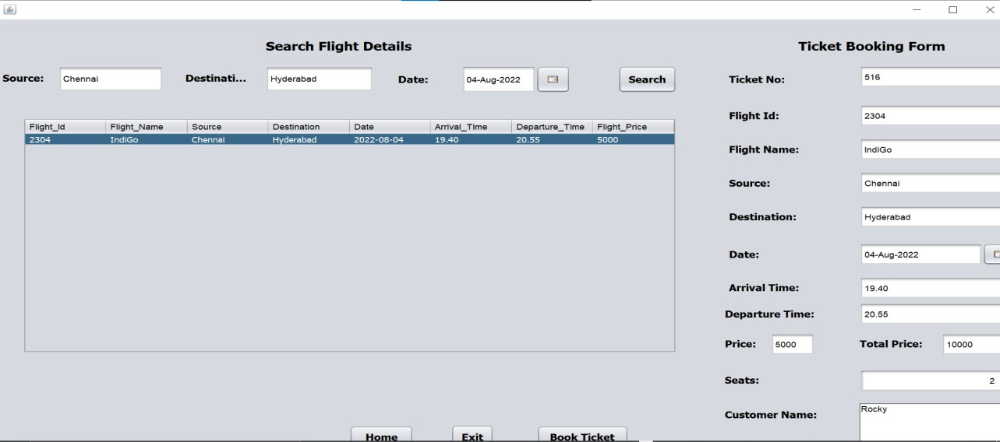 Search Flight Details
Source: Chennai Destinati... Hyderabad Date: 04-Aug-2022 Search
Flight_Id Flight_Name Source Destination Date Arrival_Time Departure_Time Flight_Price
2304 IndiGo Chennai Hyderabad 2022-08-04 19.40 20.55 5000
Home Exit Book Ticket
Ticket Booking Form
Ticket No: 516
Flight Id: 2304
Flight Name: IndiGo
Source: Chennai
Destination: Hyderabad
Date: 04-Aug-2022
Arrival Time: 19.40
Departure Time: 20.55
Price: 5000 Total Price: 10000
Seats: 2
Customer Name: Rocky